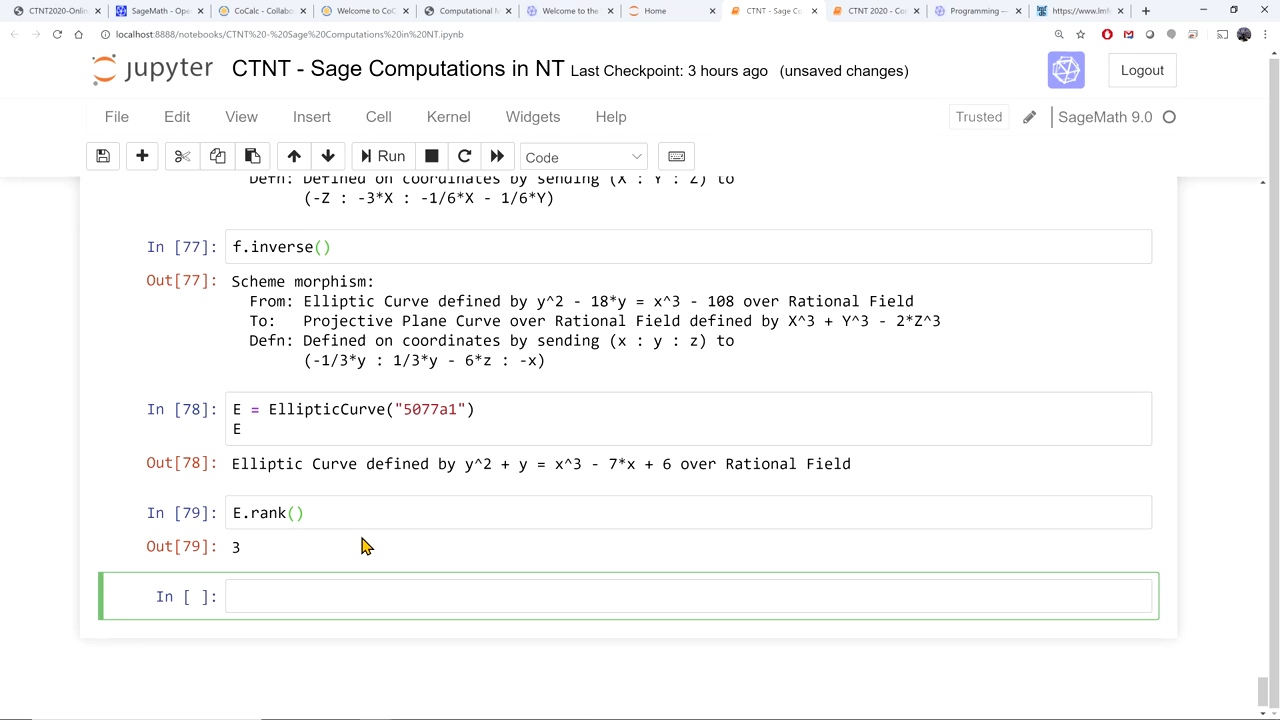 CTNT2020-Onlin
SageMath - Ope
CoCalc - Collabo
Welcome to CoC
Computational
Welcome to the
Home
CTNT - Sage Co
CTNT 2020 - Co
Programming —
https://www.lmf
localhost:8888/notebooks/CTNT%20-%20Sage%20Computations%20in%20NT.ipynb
jupyter CTNT - Sage Computations in NT Last Checkpoint: 3 hours ago (unsaved changes) Logout
File Edit View Insert Cell Kernel Widgets Help Trusted SageMath 9.0
Run Code
Defn: Defined on coordinates by sending (X : Y : Z) to
(-Z : -3*X : -1/6*X - 1/6*Y)
In [77]: f.inverse()
Out[77]: Scheme morphism:
From: Elliptic Curve defined by y^2 - 18*y = x^3 - 108 over Rational Field
To: Projective Plane Curve over Rational Field defined by X^3 + Y^3 - 2*Z^3
Defn: Defined on coordinates by sending (x : y : z) to
(-1/3*y : 1/3*y - 6*z : -x)
In [78]: E = EllipticCurve("5077a1")
E
Out[78]: Elliptic Curve defined by y^2 + y = x^3 - 7*x + 6 over Rational Field
In [79]: E.rank()
Out[79]: 3
In [ ]: